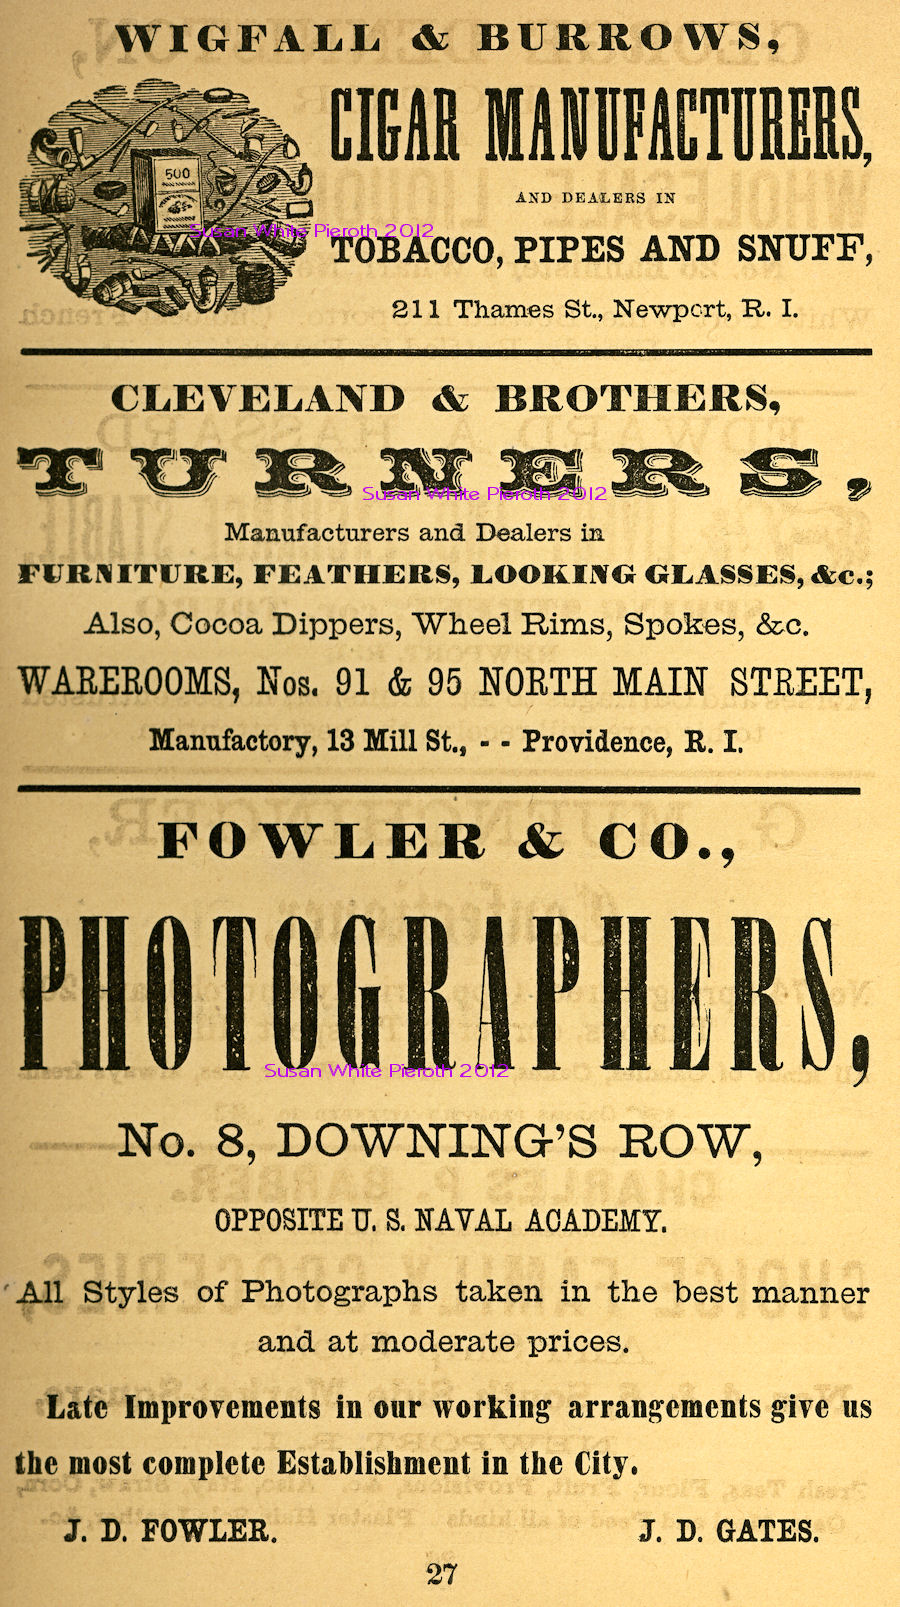 WIGFALL & BURROWS,
CIGAR MANUFACTURERS,
500
AND DEALERS IN
Susan White Pieroth 2012
TOBACCO, PIPES AND SNUFF,
211 Thames St., Newport, R. I.
CLEVELAND & BROTHERS,
TURNERS,
Susan White Pieroth 2012
Manufacturers and Dealers in
FURNITURE, FEATHERS, LOOKING GLASSES, &c.;
Also, Cocoa Dippers, Wheel Rims, Spokes, &c.
WAREROOMS, Nos. 91 & 95 NORTH MAIN STREET,
Manufactory, 13 Mill St., - - Providence, R. I.
FOWLER & CO.,
PHOTOGRAPHERS,
Susan White Pieroth 2012
No. 8, DOWNING'S ROW,
OPPOSITE U. S. NAVAL ACADEMY.
All Styles of Photographs taken in the best manner
and at moderate prices.
Late Improvements in our working arrangements give us
the most complete Establishment in the City.
J. D. FOWLER. J. D. GATES.
27